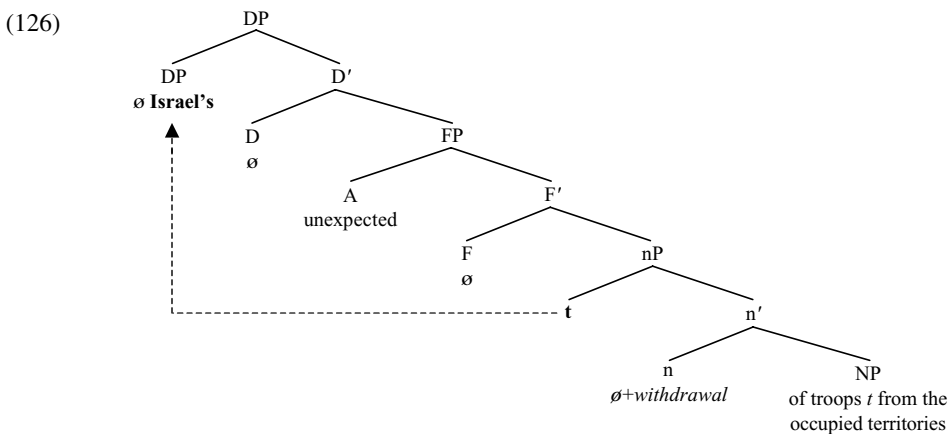 (126)
DP
DP D′
ø Israel's
D FP
ø
A F′
unexpected
F nP
ø
t n′
n NP
ø+withdrawal of troops t from the
occupied territories